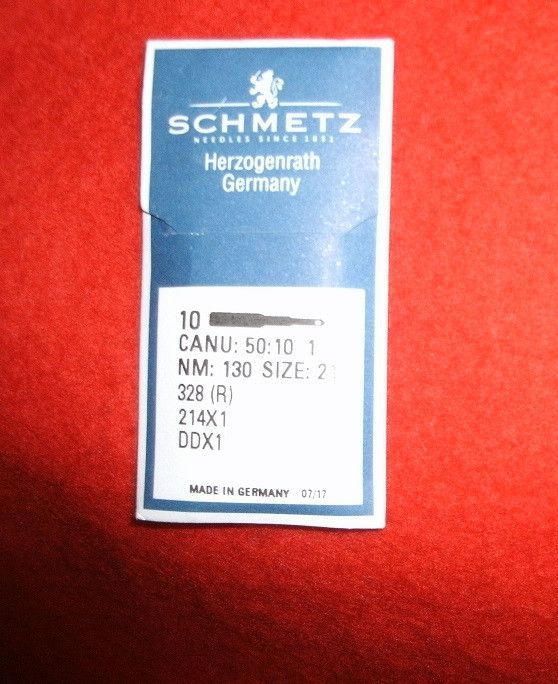 SCHMETZ
NEEDLES SINCE 1851
Herzogenrath
Germany
10
CANU: 50:10 1
NM: 130 SIZE: 21
328 (R)
214X1
DDX1
MADE IN GERMANY 07/17